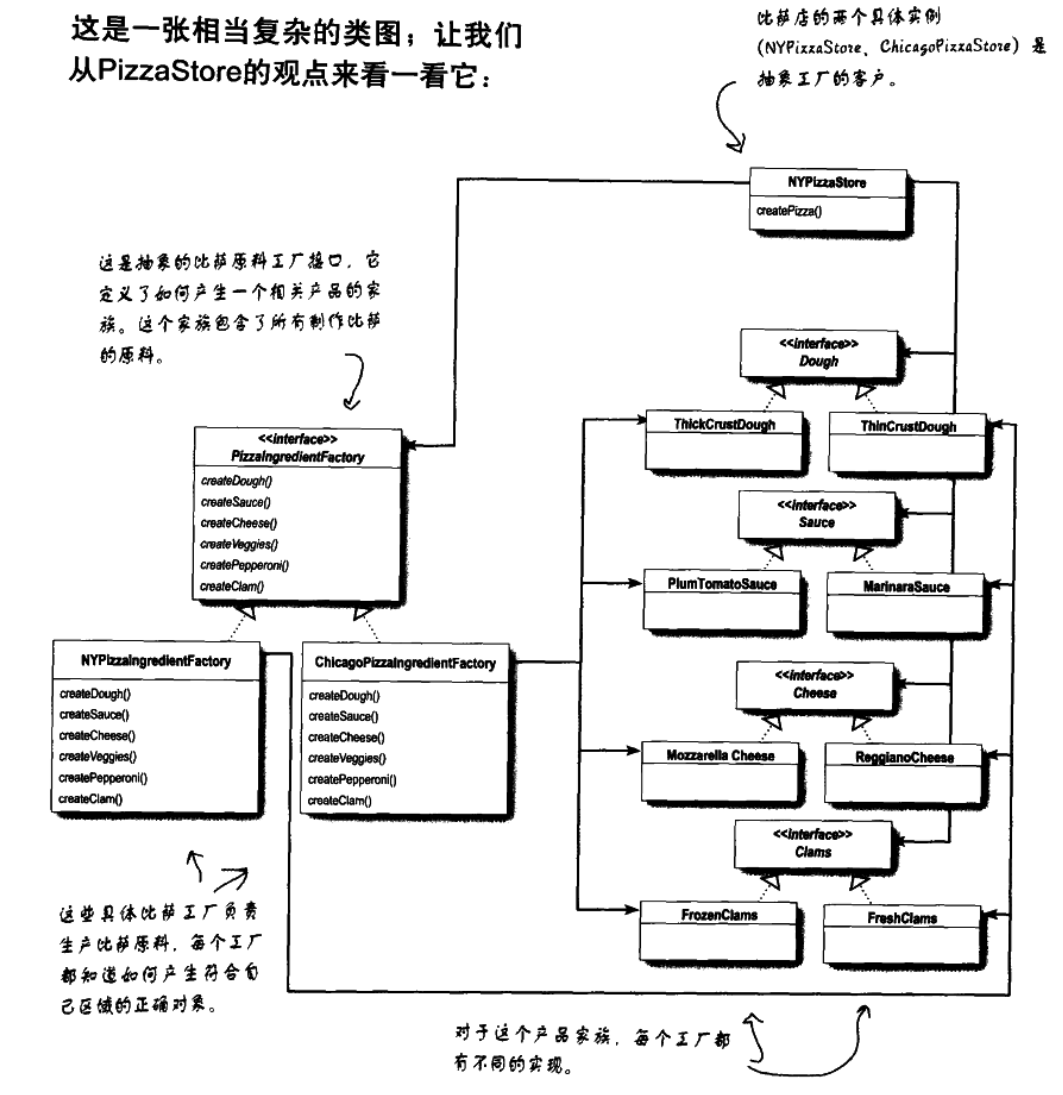 这是一张相当复杂的类图；让我们
从PizzaStore的观点来看一看它：
比萨店的两个具体实例
(NYPizzaStore、ChicagoPizzaStore) 是
抽象工厂的客户。
NYPizzaStore
createPizza()
这是抽象的比萨原料工厂接口，它
定义了如何产生一个相关产品的家
族。这个家族包含了所有制作比萨
的原料。
<<interface>>
Dough
ThickCrustDough
ThinCrustDough
<<interface>>
PizzaIngredientFactory
createDough()
createSauce()
createCheese()
createVeggies()
createPepperoni()
createClam()
<<interface>>
Sauce
PlumTomatoSauce
MarinaraSauce
NYPizzaIngredientFactory
createDough()
createSauce()
createCheese()
createVeggies()
createPepperoni()
createClam()
ChicagoPizzaIngredientFactory
createDough()
createSauce()
createCheese()
createVeggies()
createPepperoni()
createClam()
<<interface>>
Cheese
Mozzarella Cheese
ReggianoCheese
<<interface>>
Clams
FrozenClams
FreshClams
这些具体比萨工厂负责
生产比萨原料，每个工厂
都知道如何产生符合自
己区域的正确对象。
对于这个产品家族，每个工厂都
有不同的实现。